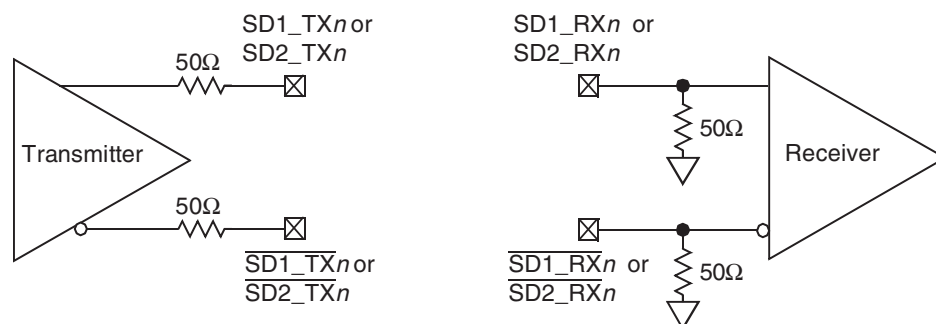 SD1_TXn or
SD2_TXn
50Ω
Transmitter
50Ω
SD1_TXn or
SD2_TXn
SD1_RXn or
SD2_RXn
50Ω
Receiver
SD1_RXn or
SD2_RXn
50Ω